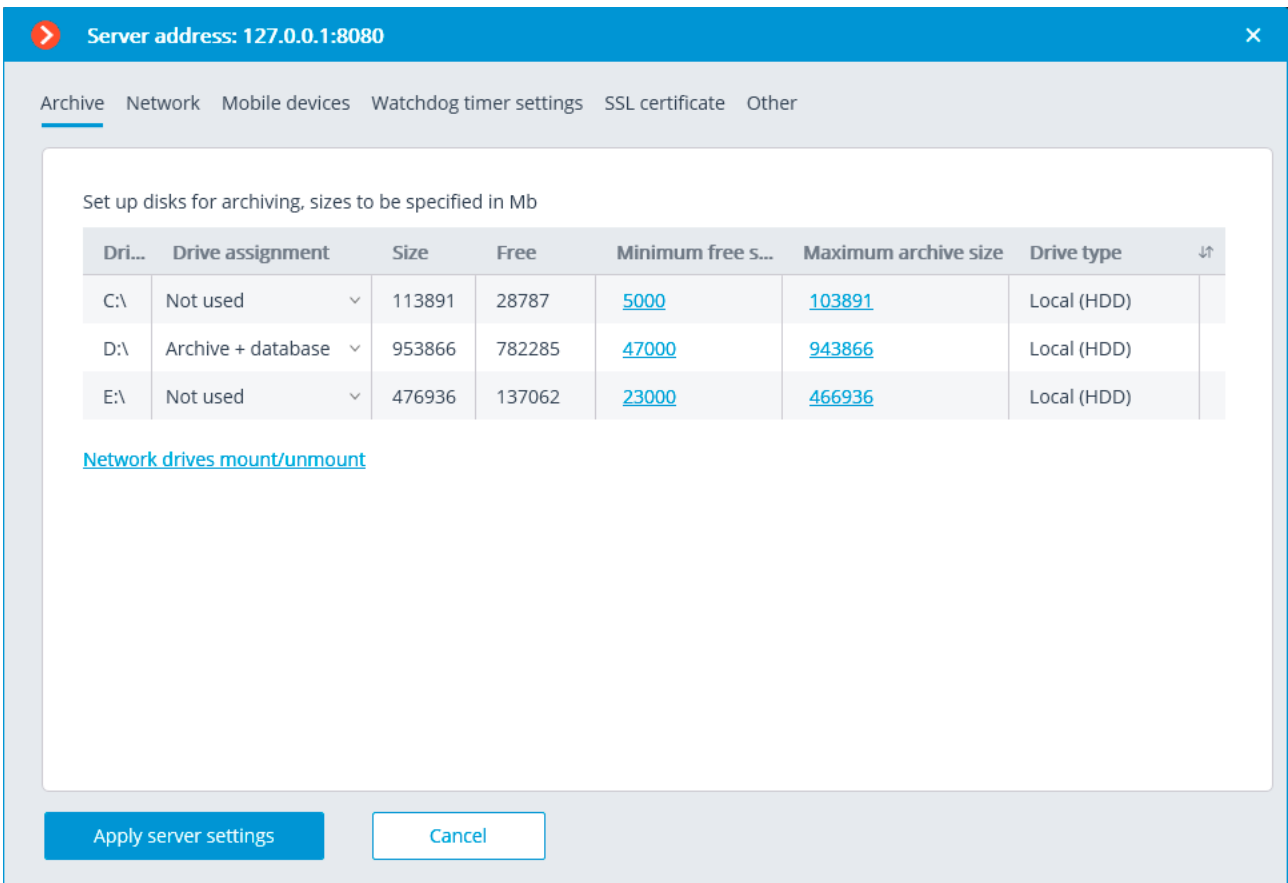 Server address: 127.0.0.1:8080
Archive Network Mobile devices Watchdog timer settings SSL certificate Other
Set up disks for archiving, sizes to be specified in Mb
Dri... Drive assignment Size Free Minimum free s... Maximum archive size Drive type
C:\ Not used 113891 28787 5000 103891 Local (HDD)
D:\ Archive + database 953866 782285 47000 943866 Local (HDD)
E:\ Not used 476936 137062 23000 466936 Local (HDD)
Network drives mount/unmount
Apply server settings Cancel